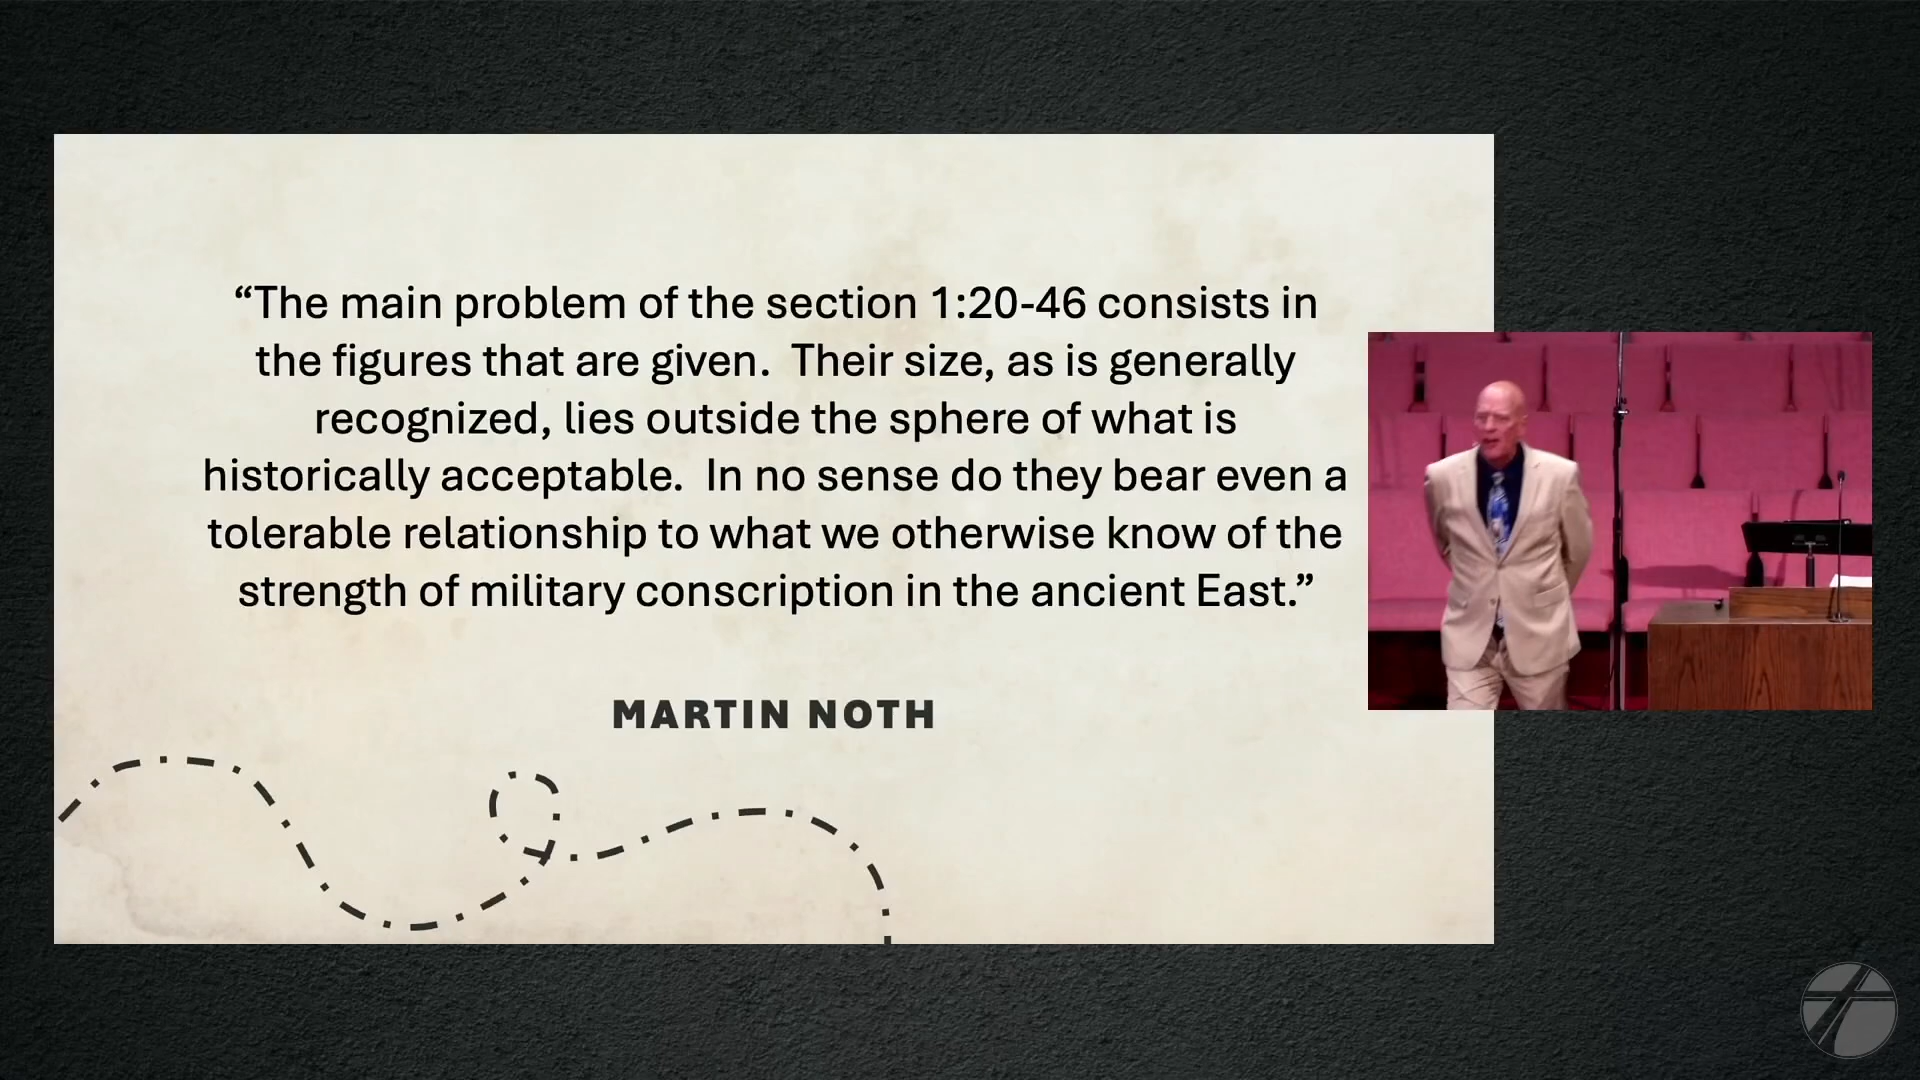 “The main problem of the section 1:20-46 consists in
the figures that are given.  Their size, as is generally
recognized, lies outside the sphere of what is
historically acceptable.  In no sense do they bear even a
tolerable relationship to what we otherwise know of the
strength of military conscription in the ancient East.”
MARTIN NOTH